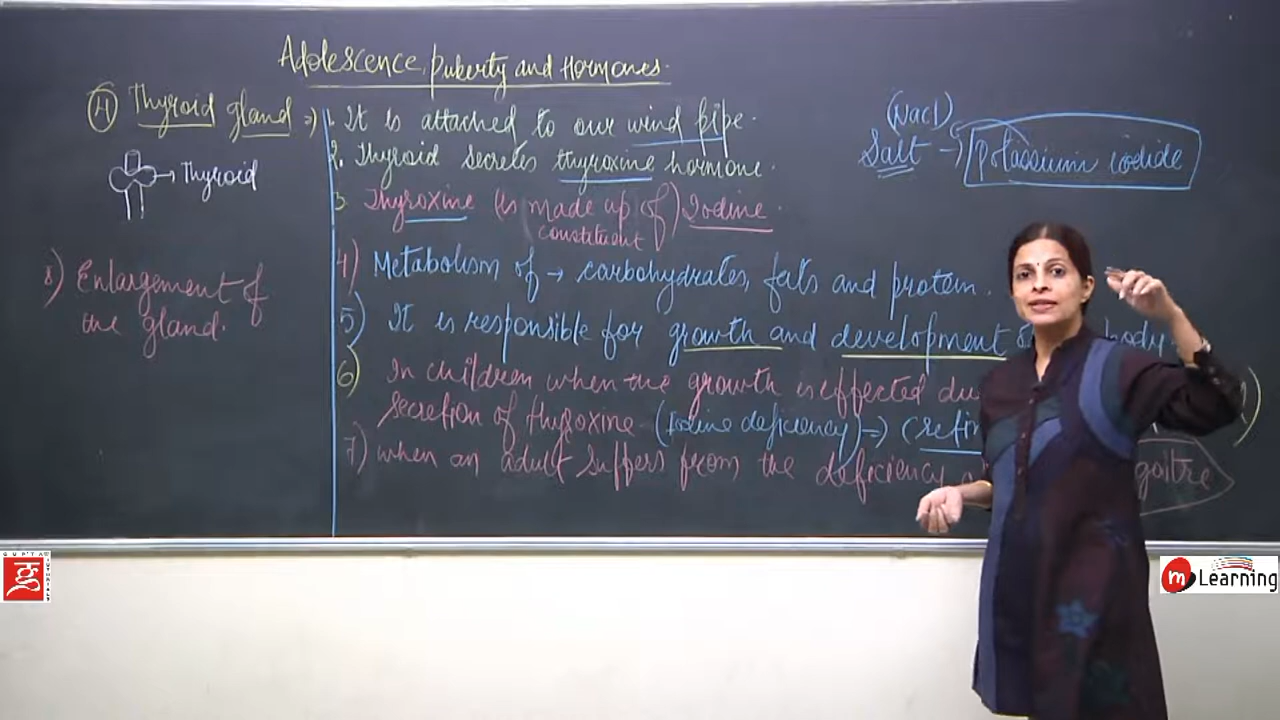 Adolescence, puberty and Hormones.
(4) Thyroid gland =>
→ Thyroid
1. It is attached to our wind pipe.
2. Thyroid secretes thyroxine hormone.
3. Thyroxine (is made up of) Iodine.
constituent
4) Metabolism of → carbohydrates, fats and protein.
5) It is responsible for growth and development body.
6) In children when the growth is effected
secretion of thyroxine (Iodine deficiency) =>
7) when an adult suffers from the deficiency goitre
8) Enlargement of
the gland.
(Nacl)
Salt → potassium iodide
GUPTA
m Learning